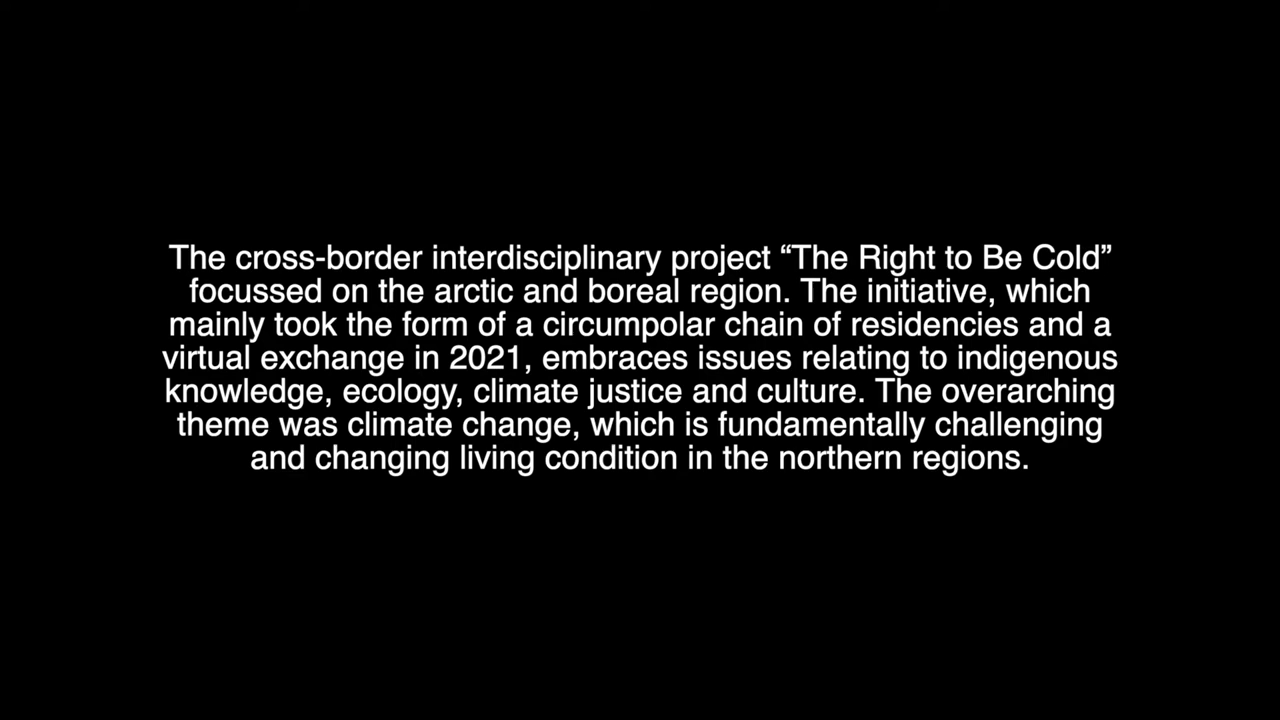 The cross-border interdisciplinary project “The Right to Be Cold”
focussed on the arctic and boreal region. The initiative, which
mainly took the form of a circumpolar chain of residencies and a
virtual exchange in 2021, embraces issues relating to indigenous
knowledge, ecology, climate justice and culture. The overarching
theme was climate change, which is fundamentally challenging
and changing living condition in the northern regions.